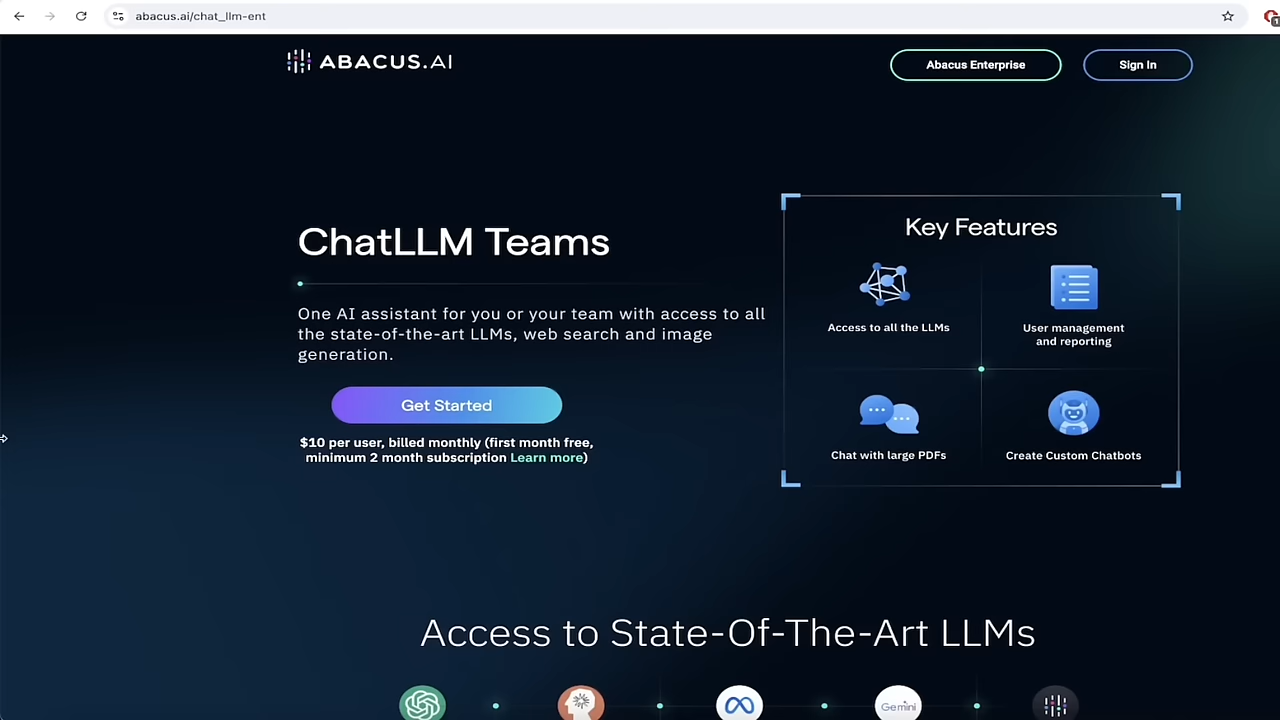 abacus.ai/chat_llm-ent
1
ABACUS.AI
Abacus Enterprise
Sign In
ChatLLM Teams
One AI assistant for you or your team with access to all
the state-of-the-art LLMs, web search and image
generation.
Get Started
$10 per user, billed monthly (first month free,
minimum 2 month subscription Learn more)
Key Features
Access to all the LLMs
User management
and reporting
Chat with large PDFs
Create Custom Chatbots
Access to State-Of-The-Art LLMs
Gemini